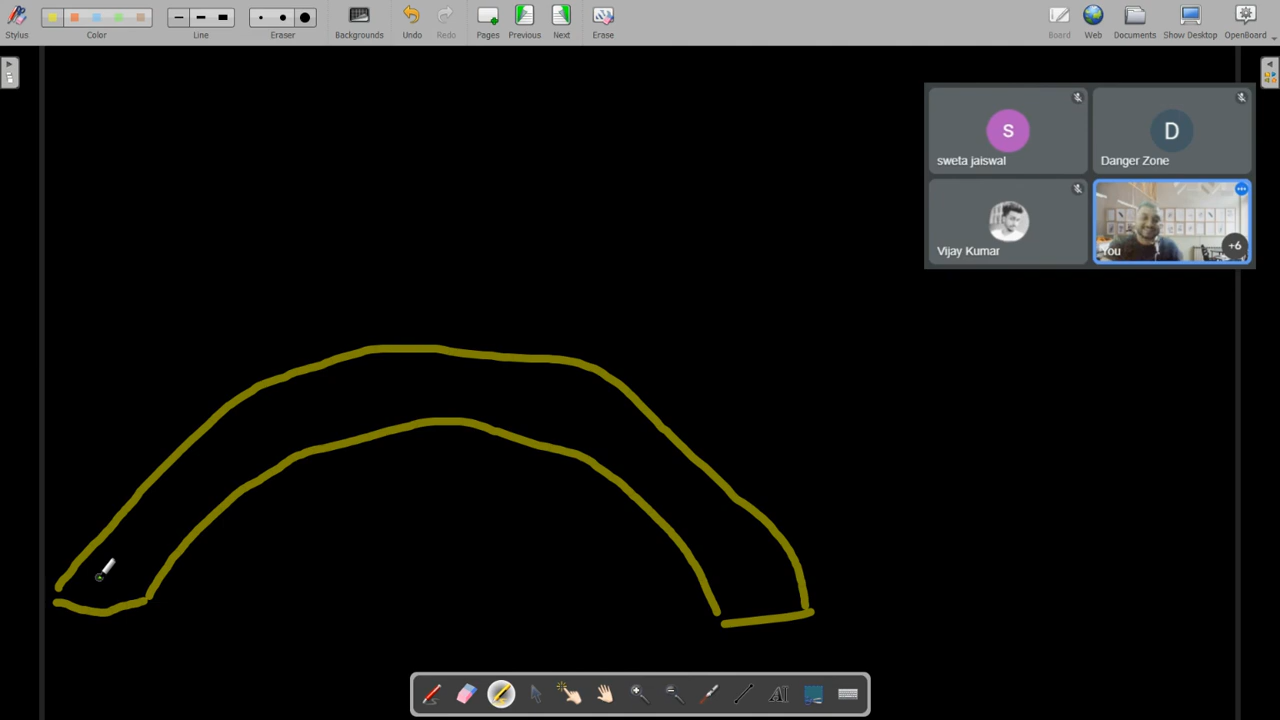 Stylus
Color
Line
Eraser
Backgrounds
Undo
Redo
Pages
Previous
Next
Erase
Board
Web
Documents
Show Desktop
OpenBoard
S
sweta jaiswal
D
Danger Zone
Vijay Kumar
You
+6
AI